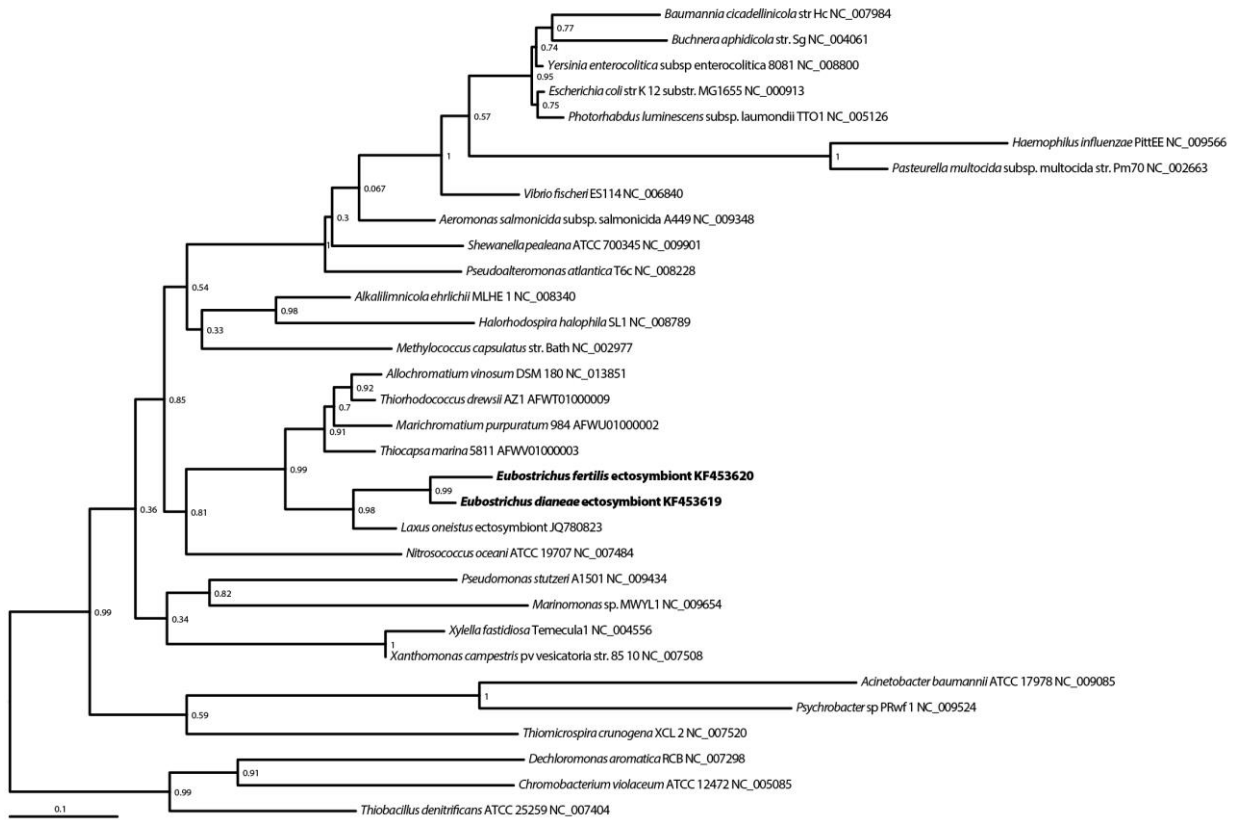 Baumannia cicadellinicola str Hc NC_007984
0.77
Buchnera aphidicola str. Sg NC_004061
0.74
Yersinia enterocolitica subsp enterocolitica 8081 NC_008800
0.95
Escherichia coli str K 12 substr. MG1655 NC_000913
0.75
Photorhabdus luminescens subsp. laumondii TTO1 NC_005126
0.57
Haemophilus influenzae PittEE NC_009566
1
1
Pasteurella multocida subsp. multocida str. Pm70 NC_002663
0.067
Vibrio fischeri ES114 NC_006840
0.3
Aeromonas salmonicida subsp. salmonicida A449 NC_009348
1
Shewanella pealeana ATCC 700345 NC_009901
Pseudoalteromonas atlantica T6c NC_008228
0.54
Alkalilimnicola ehrlichii MLHE 1 NC_008340
0.98
Halorhodospira halophila SL1 NC_008789
0.33
Methylococcus capsulatus str. Bath NC_002977
Allochromatium vinosum DSM 180 NC_013851
0.92
0.85
Thiorhodococcus drewsii AZ1 AFWT01000009
0.7
Marichromatium purpuratum 984 AFWU01000002
0.91
Thiocapsa marina 5811 AFWV01000003
0.99
Eubostrichus fertilis ectosymbiont KF453620
0.99
Eubostrichus dianeae ectosymbiont KF453619
0.98
0.36
0.81
Laxus oneistus ectosymbiont JQ780823
Nitrosococcus oceani ATCC 19707 NC_007484
Pseudomonas stutzeri A1501 NC_009434
0.82
Marinomonas sp. MWYL1 NC_009654
0.99
0.34
Xylella fastidiosa Temecula1 NC_004556
1
Xanthomonas campestris pv vesicatoria str. 85 10 NC_007508
Acinetobacter baumannii ATCC 17978 NC_009085
1
Psychrobacter sp PRwf 1 NC_009524
0.59
Thiomicrospira crunogena XCL 2 NC_007520
Dechloromonas aromatica RCB NC_007298
0.91
Chromobacterium violaceum ATCC 12472 NC_005085
0.99
Thiobacillus denitrificans ATCC 25259 NC_007404
0.1